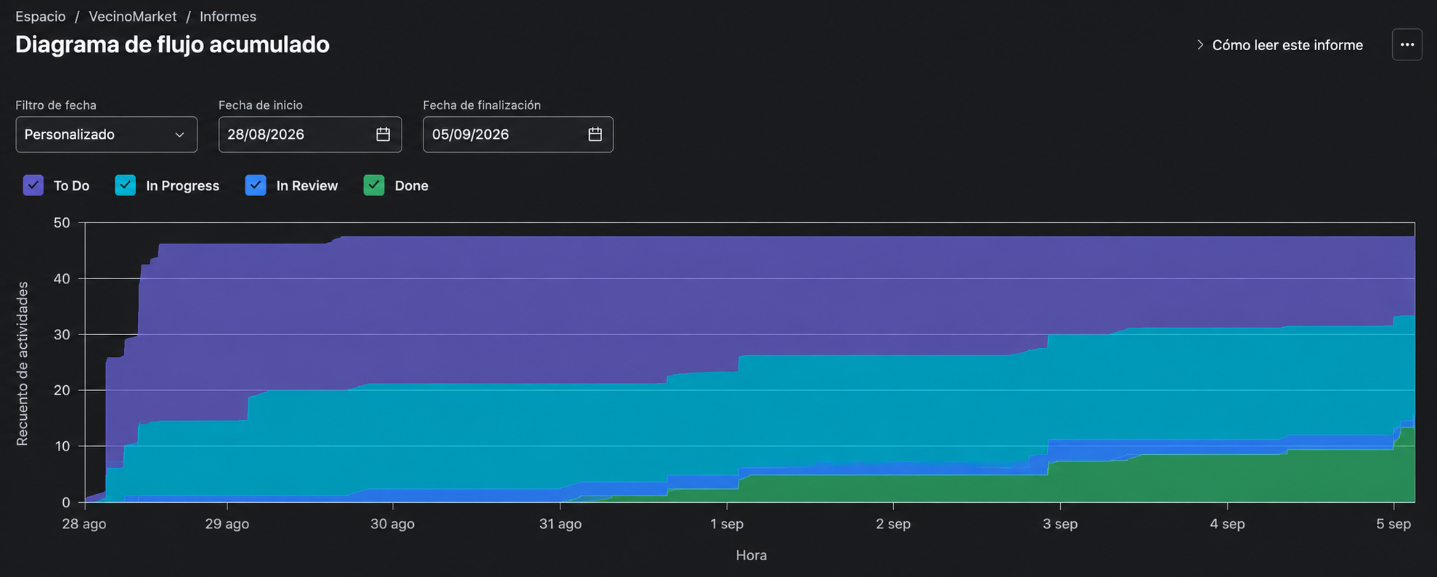 Espacio / VecinoMarket / Informes
Diagrama de flujo acumulado
Cómo leer este informe
Filtro de fecha
Fecha de inicio
Fecha de finalización
Personalizado
28/08/2026
05/09/2026
To Do
In Progress
In Review
Done
Recuento de actividades
50
40
30
20
10
0
28 ago
29 ago
30 ago
31 ago
1 sep
2 sep
3 sep
4 sep
5 sep
Hora